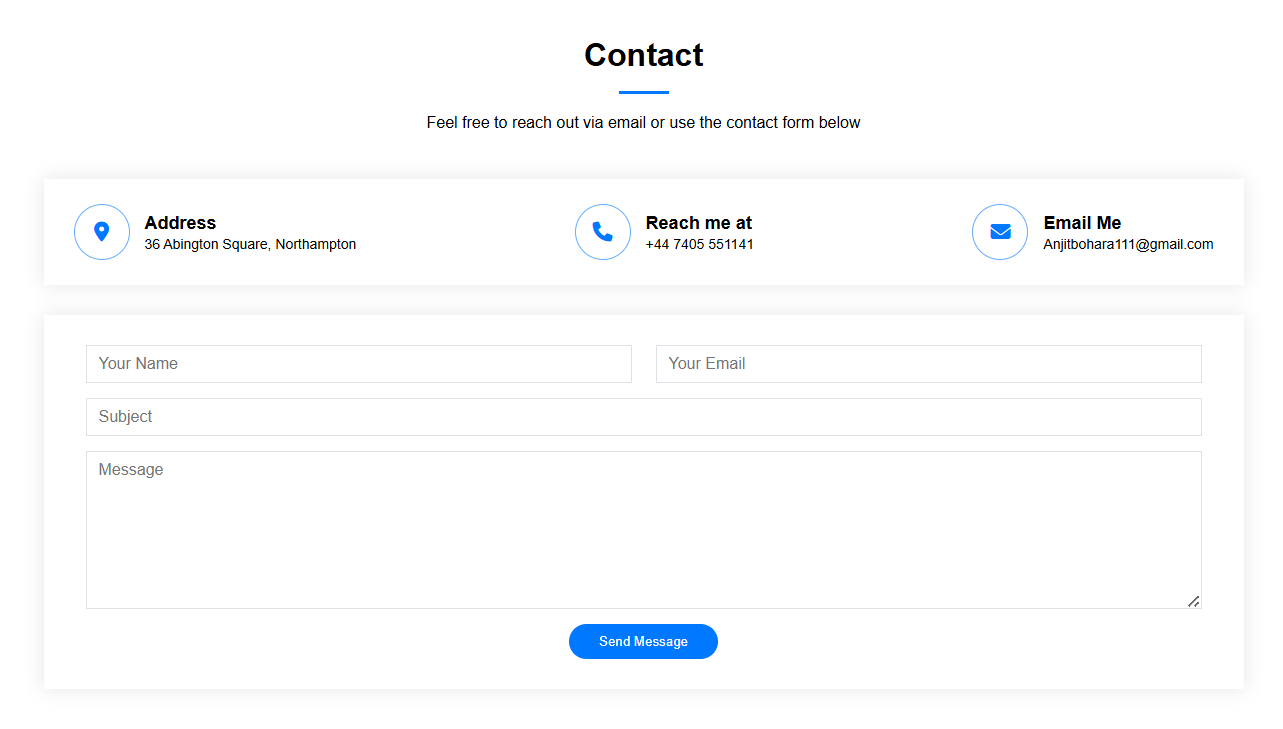 Contact
Feel free to reach out via email or use the contact form below
Address
36 Abington Square, Northampton
Reach me at
+44 7405 551141
Email Me
Anjitbohara111@gmail.com
Your Name
Your Email
Subject
Message
Send Message